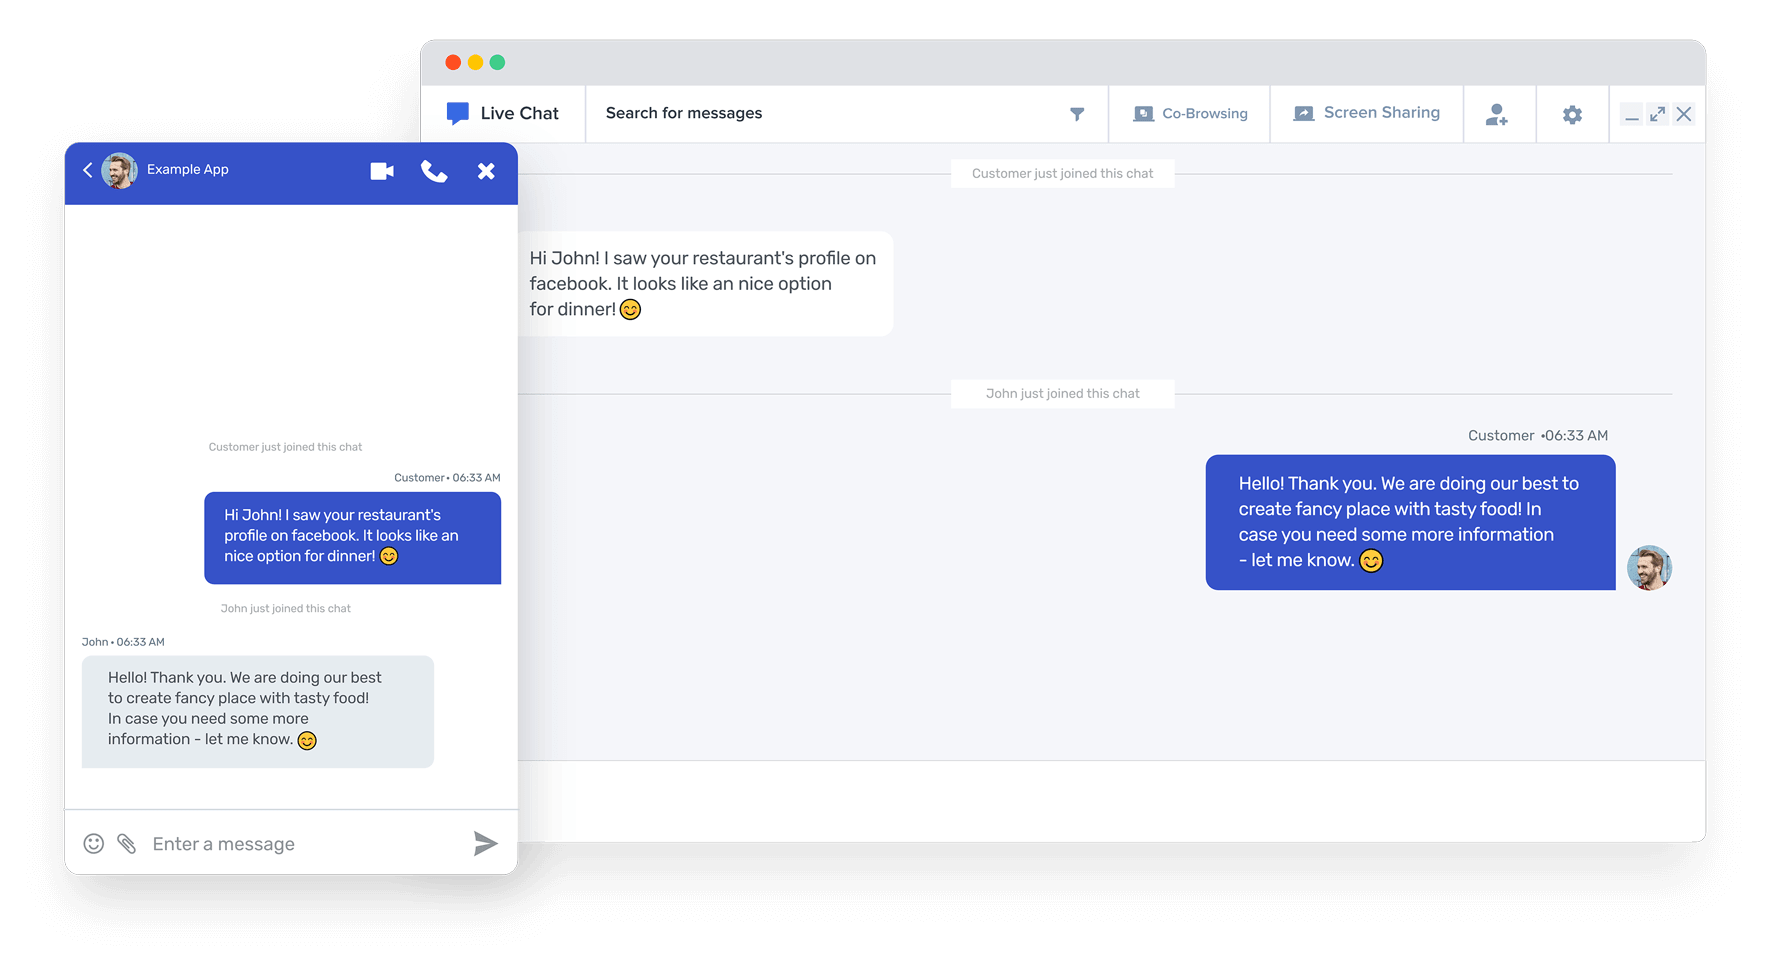 Live Chat
Search for messages
Co-Browsing
Screen Sharing
Customer just joined this chat
Hi John! I saw your restaurant's profile on
facebook. It looks like an nice option
for dinner! 😊
John just joined this chat
Customer •06:33 AM
Hello! Thank you. We are doing our best to
create fancy place with tasty food! In
case you need some more information
- let me know. 😊
Example App
Customer just joined this chat
Customer • 06:33 AM
Hi John! I saw your restaurant's
profile on facebook. It looks like an
nice option for dinner! 😊
John just joined this chat
John • 06:33 AM
Hello! Thank you. We are doing our best
to create fancy place with tasty food!
In case you need some more
information - let me know. 😊
Enter a message